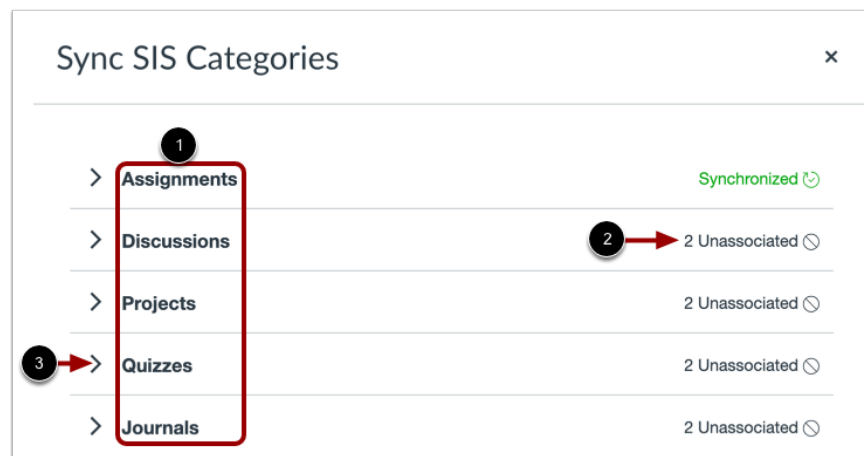 Sync SIS Categories ×
1
Assignments Synchronized
Discussions 2 2 Unassociated
Projects 2 Unassociated
3 Quizzes 2 Unassociated
Journals 2 Unassociated